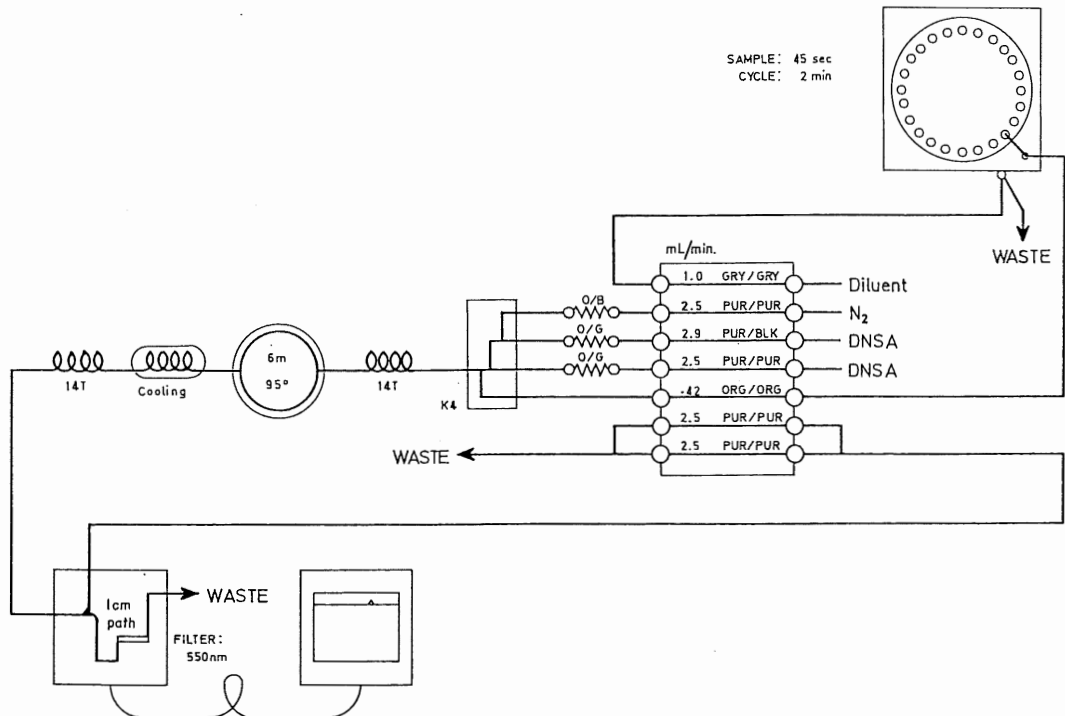 SAMPLE: 45 sec
CYCLE: 2 min
WASTE
mL/min.
1.0 GRY/GRY Diluent
O/B 2.5 PUR/PUR N2
O/G 2.9 PUR/BLK DNSA
O/G 2.5 PUR/PUR DNSA
·42 ORG/ORG
2.5 PUR/PUR
2.5 PUR/PUR
WASTE
K4
14T
6m
95°
Cooling
14T
1cm
path
WASTE
FILTER:
550nm